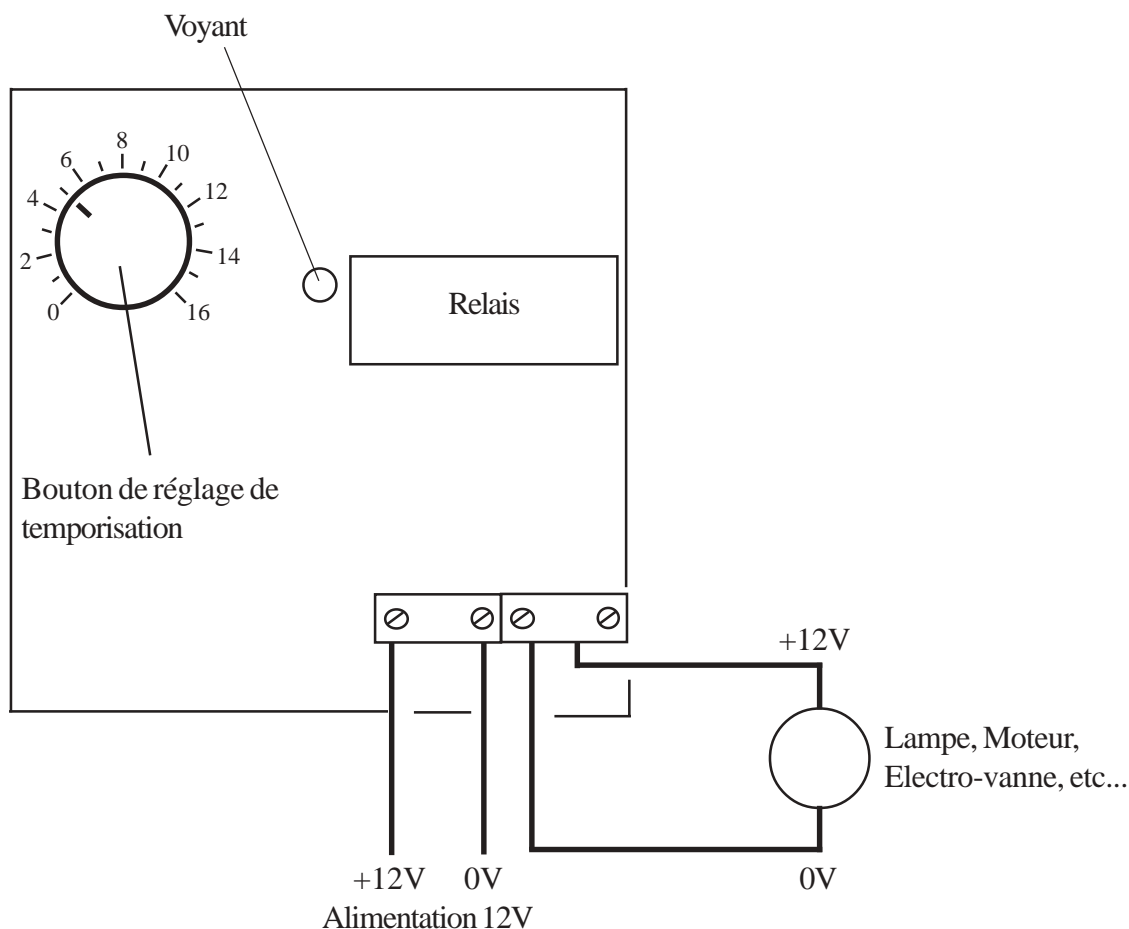 Voyant
8
6
10
4
12
2
14
0
16
Relais
Bouton de réglage de
temporisation
+12V
Lampe, Moteur,
Electro-vanne, etc...
+12V 0V
0V
Alimentation 12V